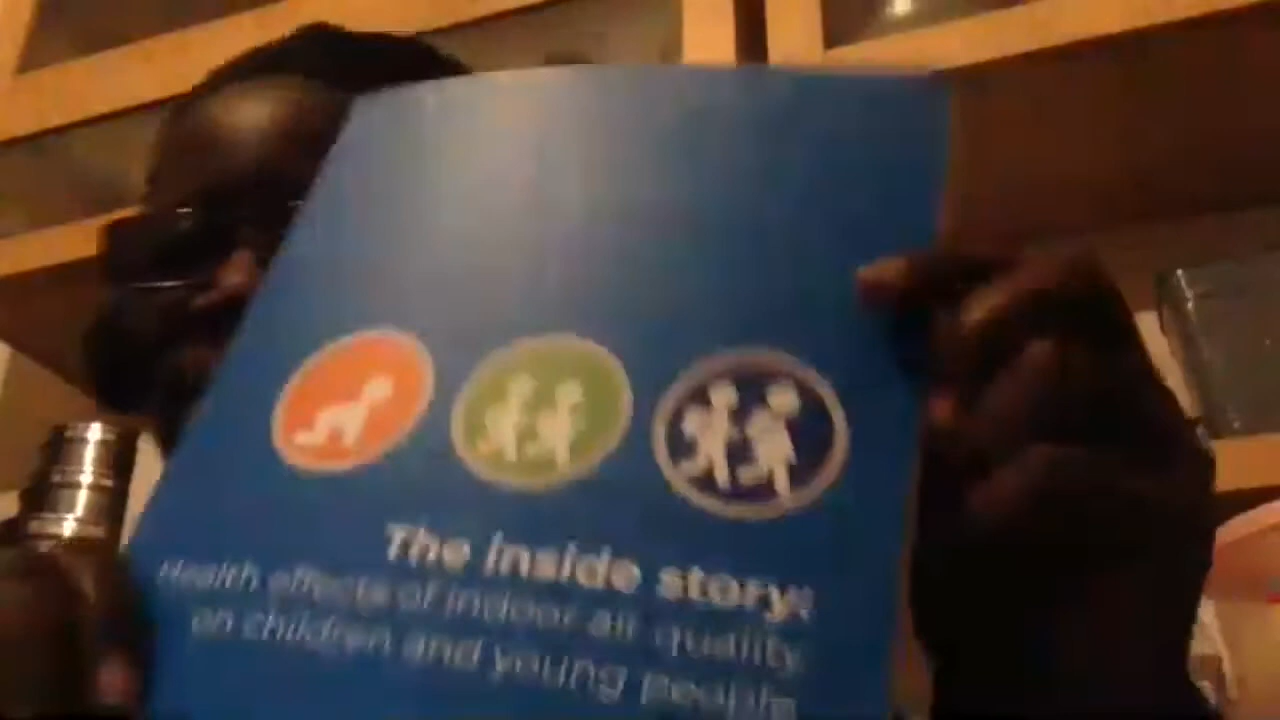 The inside story:
Health effects of indoor air quality
on children and young people